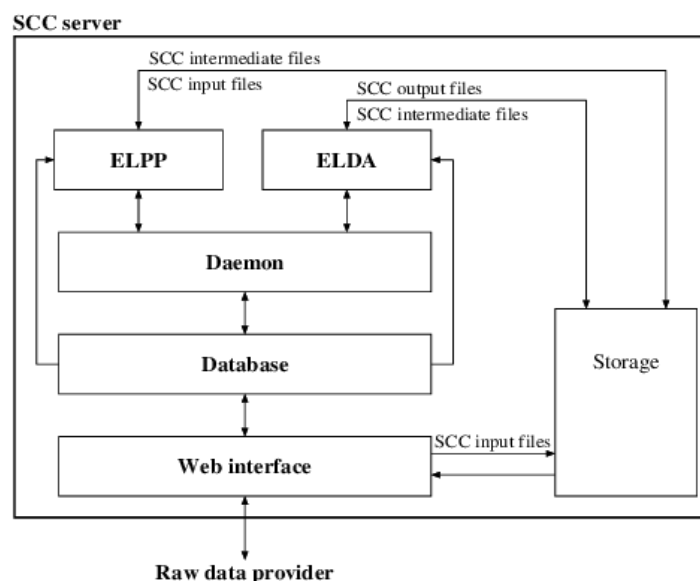 SCC server
SCC intermediate files
SCC input files
SCC output files
SCC intermediate files
ELPP
ELDA
Daemon
Database
Storage
Web interface
SCC input files
Raw data provider